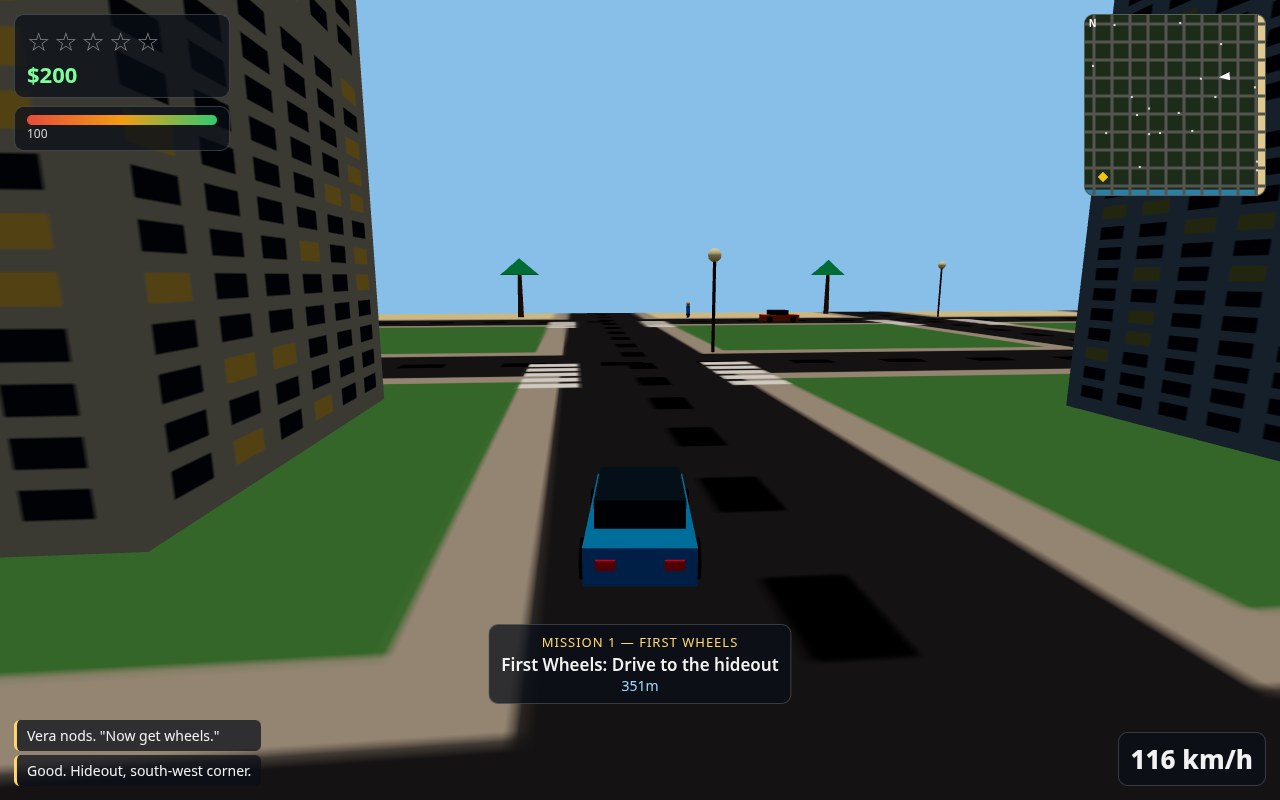 ☆ ☆ ☆ ☆ ☆
$200
100
N
MISSION 1 — FIRST WHEELS
First Wheels: Drive to the hideout
351m
Vera nods. "Now get wheels."
Good. Hideout, south-west corner.
116 km/h